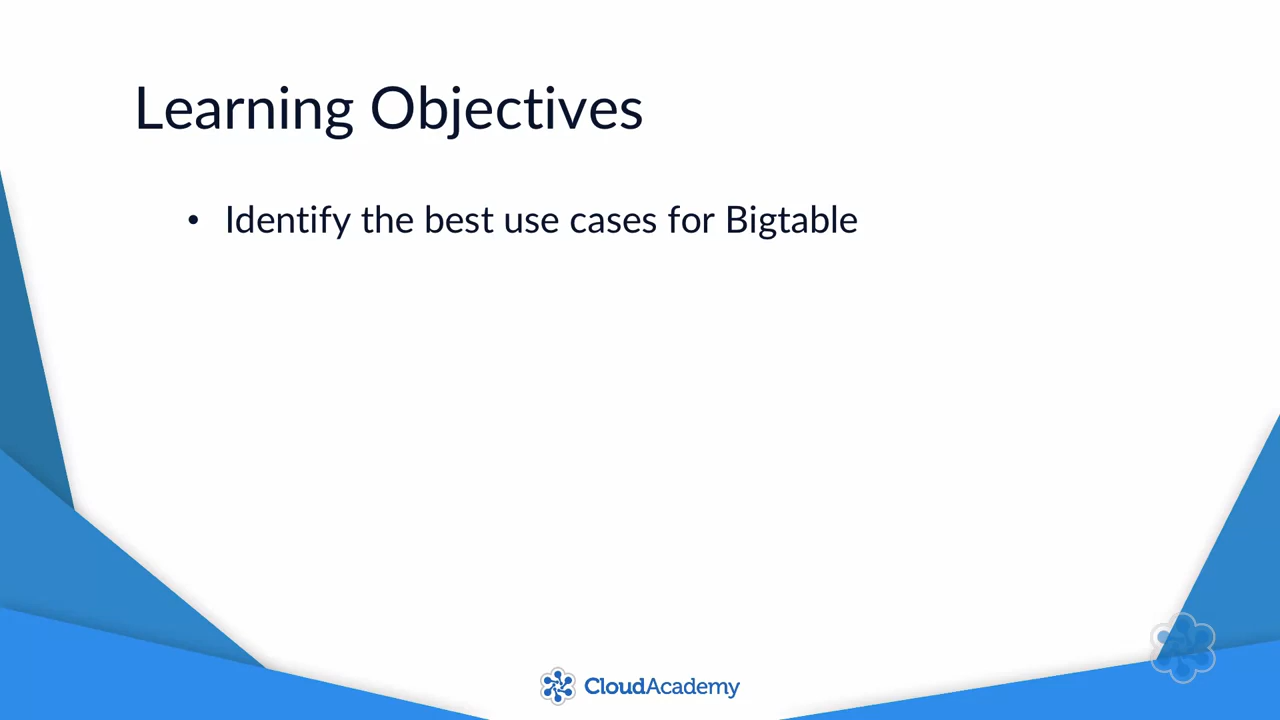 Learning Objectives
• Identify the best use cases for Bigtable
CloudAcademy